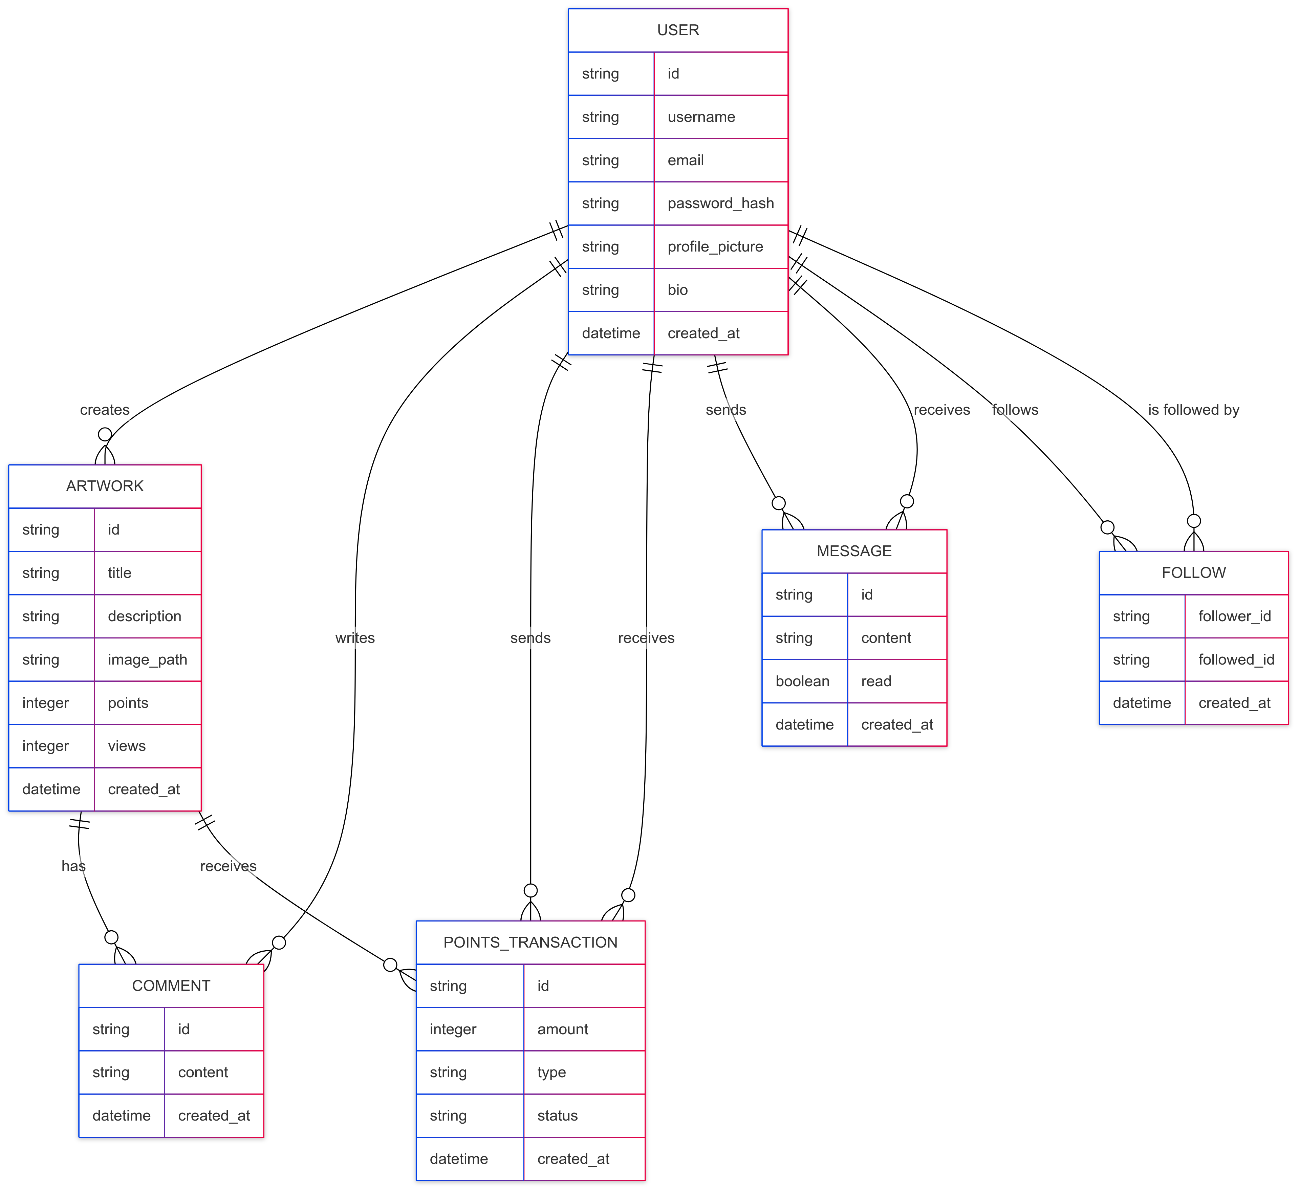 USER
string id
string username
string email
string password_hash
string profile_picture
string bio
datetime created_at
creates
sends
receives
follows
is followed by
ARTWORK
string id
string title
string description
string image_path
integer points
integer views
datetime created_at
MESSAGE
string id
string content
boolean read
datetime created_at
FOLLOW
string follower_id
string followed_id
datetime created_at
writes
sends
receives
has
receives
COMMENT
string id
string content
datetime created_at
POINTS_TRANSACTION
string id
integer amount
string type
string status
datetime created_at